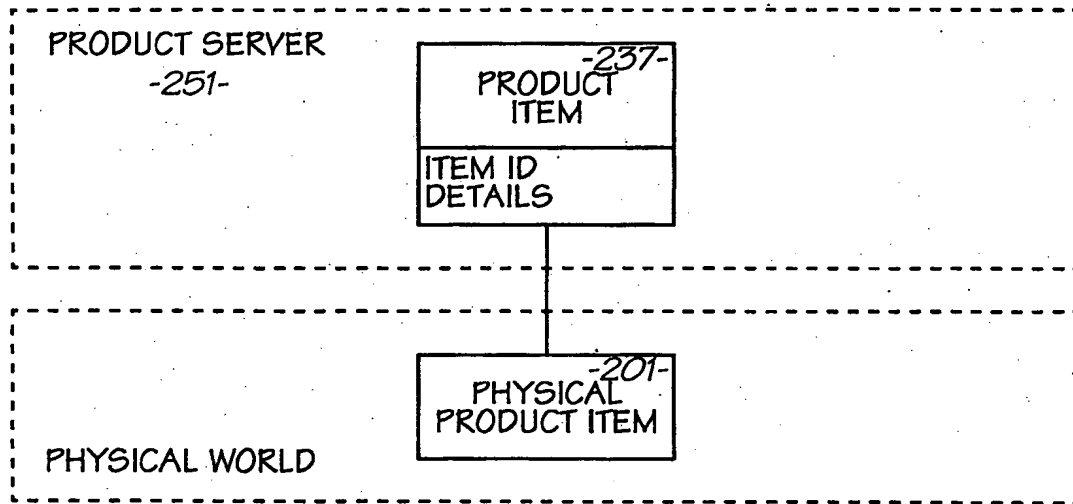 PRODUCT SERVER
-251-
-237-
PRODUCT
ITEM
ITEM ID
DETAILS
-201-
PHYSICAL
PRODUCT ITEM
PHYSICAL WORLD